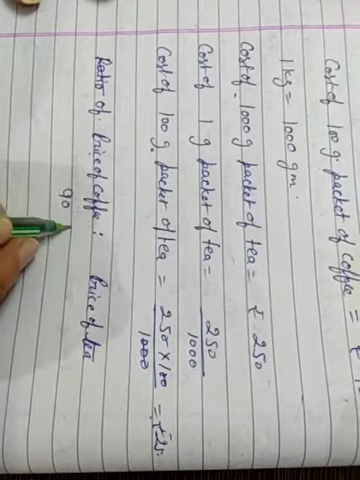 Cost of 100 g. packet of coffee = ₹
1 kg = 1000 gm.
Cost of 1000 g packet of tea = ₹ 250
Cost of 1 g packet of tea = 250
1000
Cost of 100 g. packet of tea = 250 × 100 = ₹ 25
1000
Ratio of Price of coffee : Price of tea
90